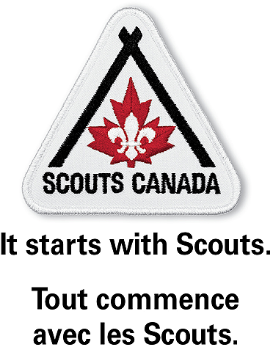 SCOUTS CANADA
It starts with Scouts.
Tout commence
avec les Scouts.